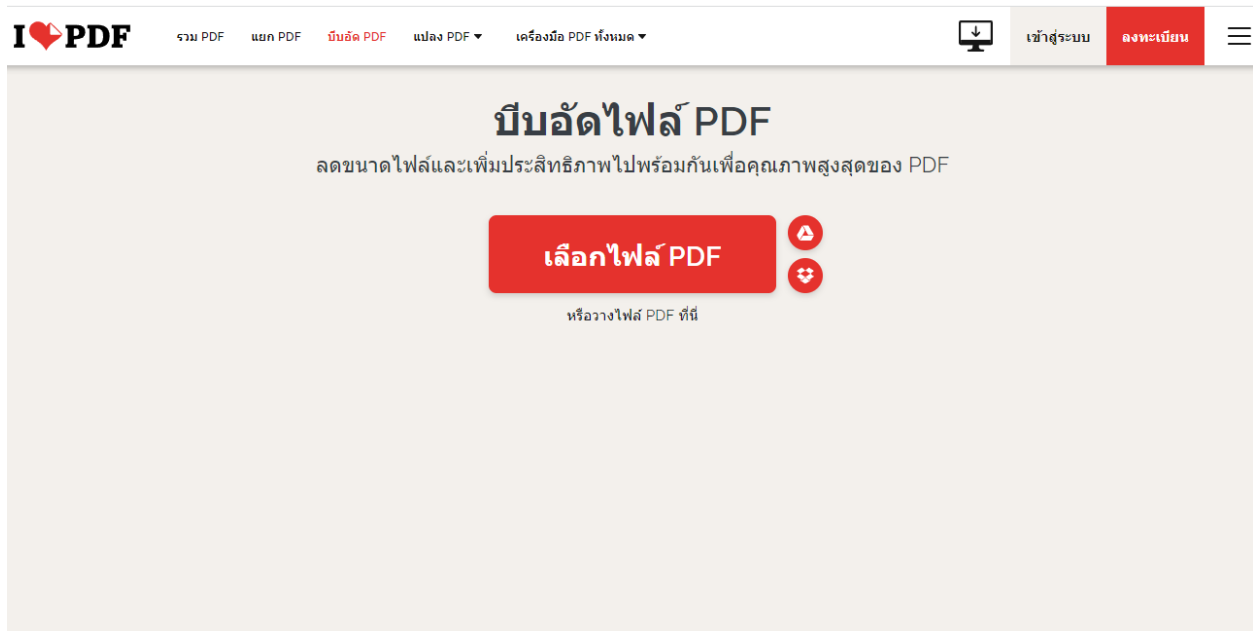 I PDF
รวม PDF แยก PDF บีบอัด PDF แปลง PDF เครื่องมือ PDF ทั้งหมด เข้าสู่ระบบ ลงทะเบียน
บีบอัดไฟล์ PDF
ลดขนาดไฟล์และเพิ่มประสิทธิภาพไปพร้อมกันเพื่อคุณภาพสูงสุดของ PDF
เลือกไฟล์ PDF
หรือวางไฟล์ PDF ที่นี่